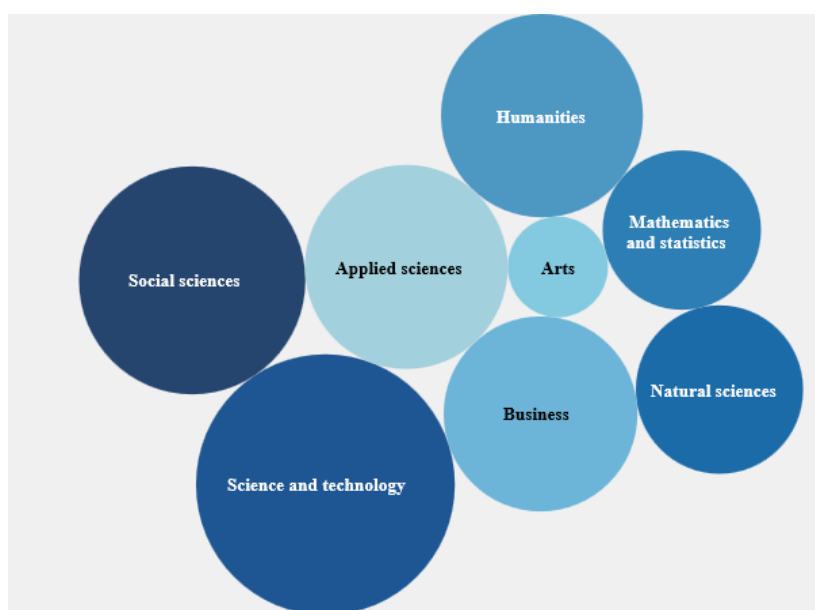 Humanities
Mathematics
and statistics
Applied sciences
Arts
Social sciences
Natural sciences
Business
Science and technology